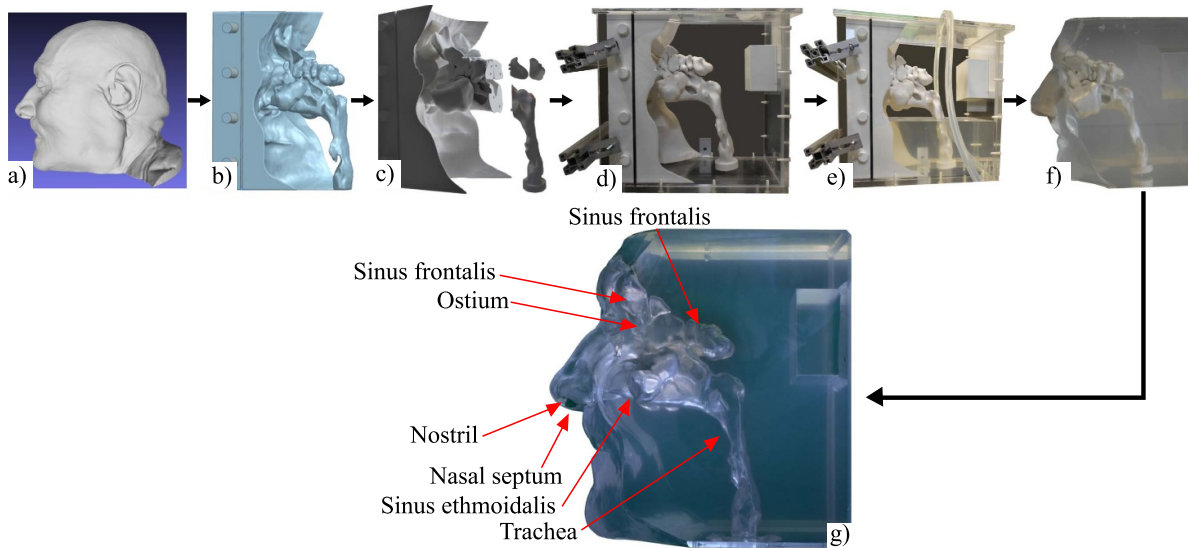 a)
b)
c)
d)
e)
f)
Sinus frontalis
Sinus frontalis
Ostium
Nostril
Nasal septum
Sinus ethmoidalis
Trachea
g)